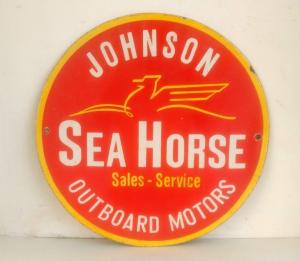 JOHNSON
SEA HORSE
Sales - Service
OUTBOARD MOTORS